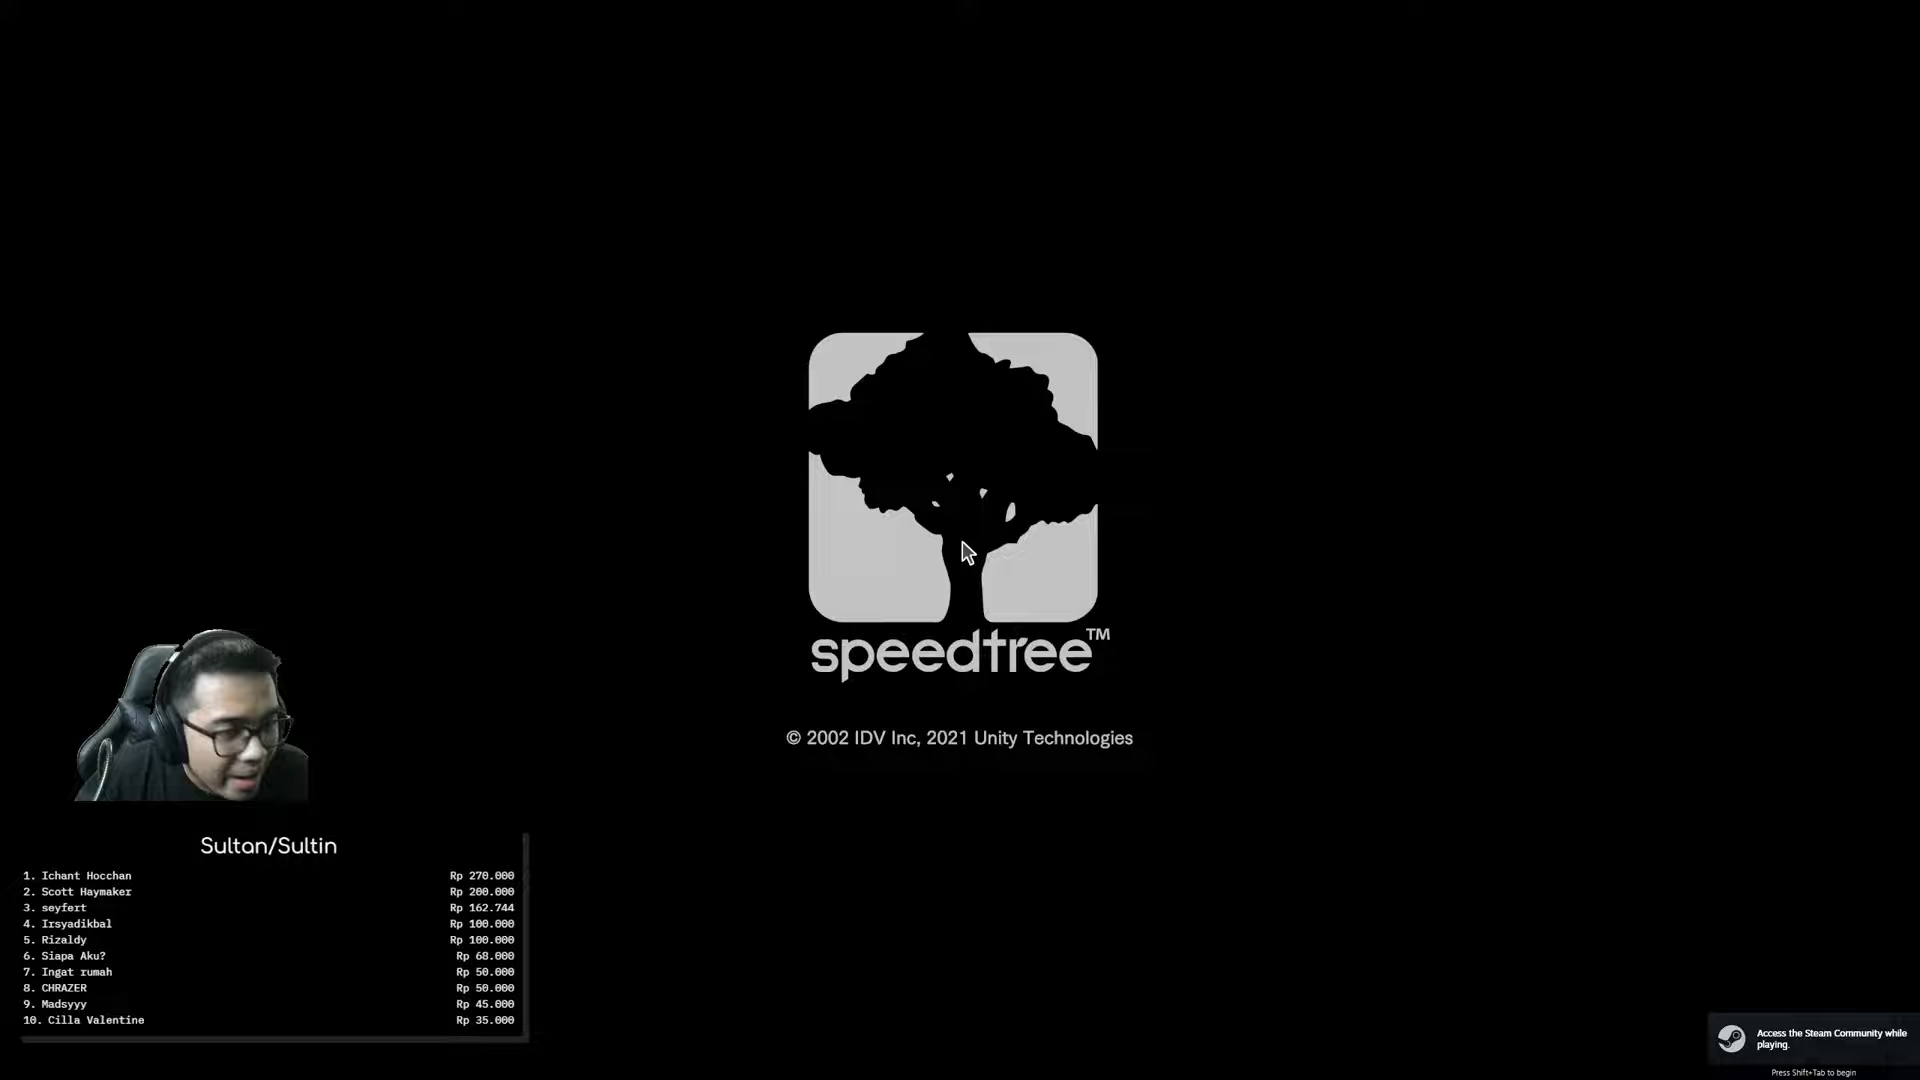 speedtree™
© 2002 IDV Inc, 2021 Unity Technologies
Sultan/Sultin
1. Ichant Hocchan Rp 270.000
2. Scott Haymaker Rp 200.000
3. seyfert Rp 162.744
4. Irsyadikbal Rp 100.000
5. Rizaldy Rp 100.000
6. Siapa Aku? Rp 68.000
7. Ingat rumah Rp 50.000
8. CHRAZER Rp 50.000
9. Madsyyy Rp 45.000
10. Cilla Valentine Rp 35.000
Access the Steam Community while
playing.
Press Shift+Tab to begin